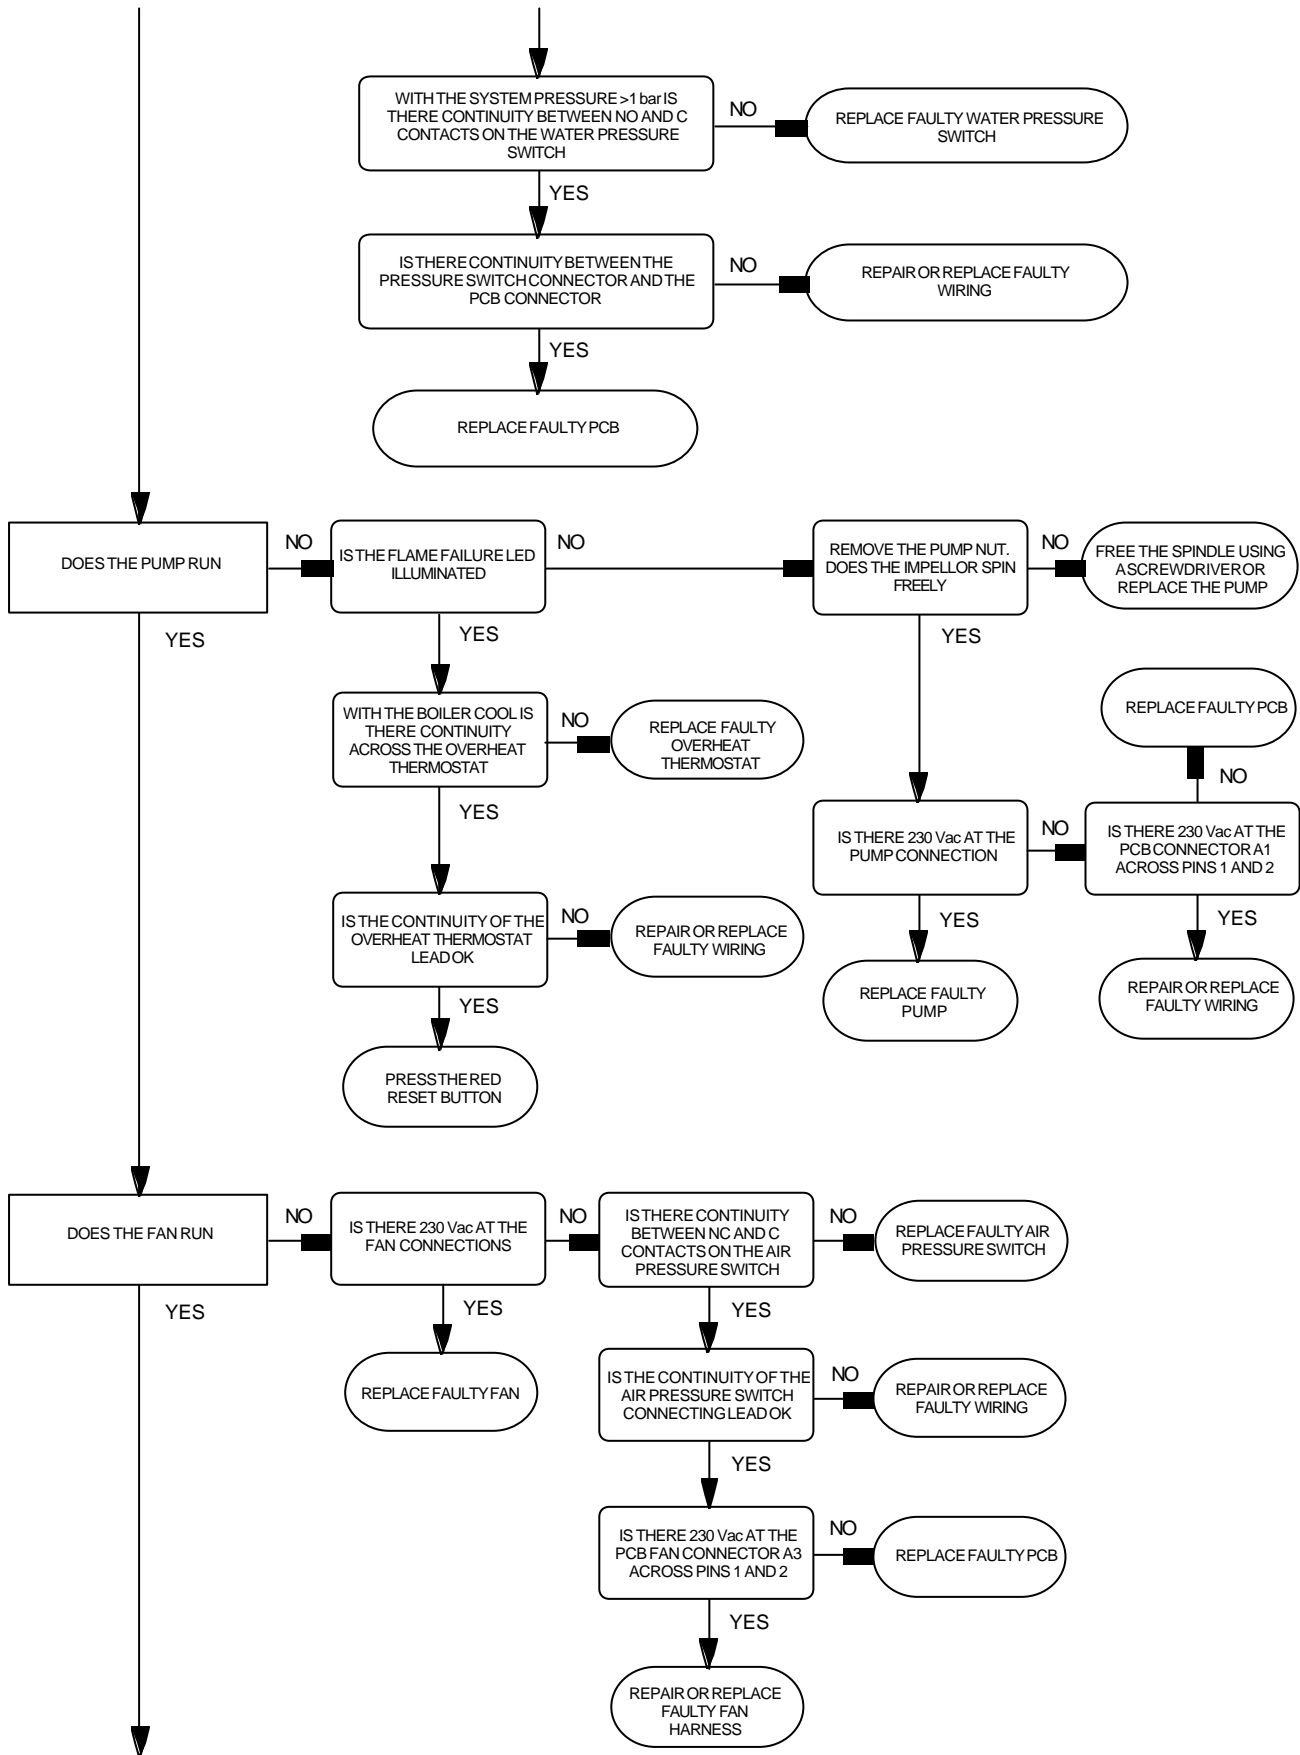 WITH THE SYSTEM PRESSURE >1 bar IS
THERE CONTINUITY BETWEEN NO AND C
CONTACTS ON THE WATER PRESSURE
SWITCH
NO
REPLACE FAULTY WATER PRESSURE
SWITCH
YES
IS THERE CONTINUITY BETWEEN THE
PRESSURE SWITCH CONNECTOR AND THE
PCB CONNECTOR
NO
REPAIR OR REPLACE FAULTY
WIRING
YES
REPLACE FAULTY PCB
DOES THE PUMP RUN
NO
IS THE FLAME FAILURE LED
ILLUMINATED
NO
REMOVE THE PUMP NUT.
DOES THE IMPELLOR SPIN
FREELY
NO
FREE THE SPINDLE USING
A SCREWDRIVER OR
REPLACE THE PUMP
YES
YES
YES
WITH THE BOILER COOL IS
THERE CONTINUITY
ACROSS THE OVERHEAT
THERMOSTAT
NO
REPLACE FAULTY
OVERHEAT
THERMOSTAT
REPLACE FAULTY PCB
NO
YES
IS THERE 230 Vac AT THE
PUMP CONNECTION
NO
IS THERE 230 Vac AT THE
PCB CONNECTOR A1
ACROSS PINS 1 AND 2
IS THE CONTINUITY OF THE
OVERHEAT THERMOSTAT
LEAD OK
NO
REPAIR OR REPLACE
FAULTY WIRING
YES
YES
YES
REPLACE FAULTY
PUMP
REPAIR OR REPLACE
FAULTY WIRING
PRESS THE RED
RESET BUTTON
DOES THE FAN RUN
NO
IS THERE 230 Vac AT THE
FAN CONNECTIONS
NO
IS THERE CONTINUITY
BETWEEN NC AND C
CONTACTS ON THE AIR
PRESSURE SWITCH
NO
REPLACE FAULTY AIR
PRESSURE SWITCH
YES
YES
YES
REPLACE FAULTY FAN
IS THE CONTINUITY OF THE
AIR PRESSURE SWITCH
CONNECTING LEAD OK
NO
REPAIR OR REPLACE
FAULTY WIRING
YES
IS THERE 230 Vac AT THE
PCB FAN CONNECTOR A3
ACROSS PINS 1 AND 2
NO
REPLACE FAULTY PCB
YES
REPAIR OR REPLACE
FAULTY FAN
HARNESS